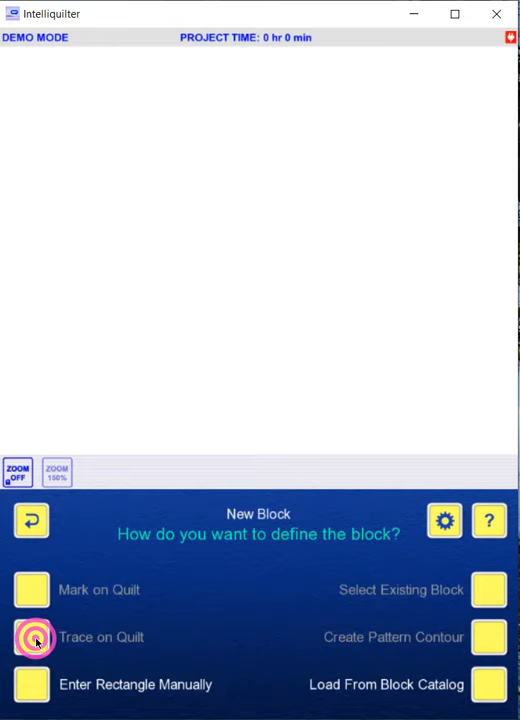 Intelliquilter
DEMO MODE PROJECT TIME: 0 hr 0 min
ZOOM OFF ZOOM 150%
New Block
How do you want to define the block?
?
Mark on Quilt Select Existing Block
Trace on Quilt Create Pattern Contour
Enter Rectangle Manually Load From Block Catalog